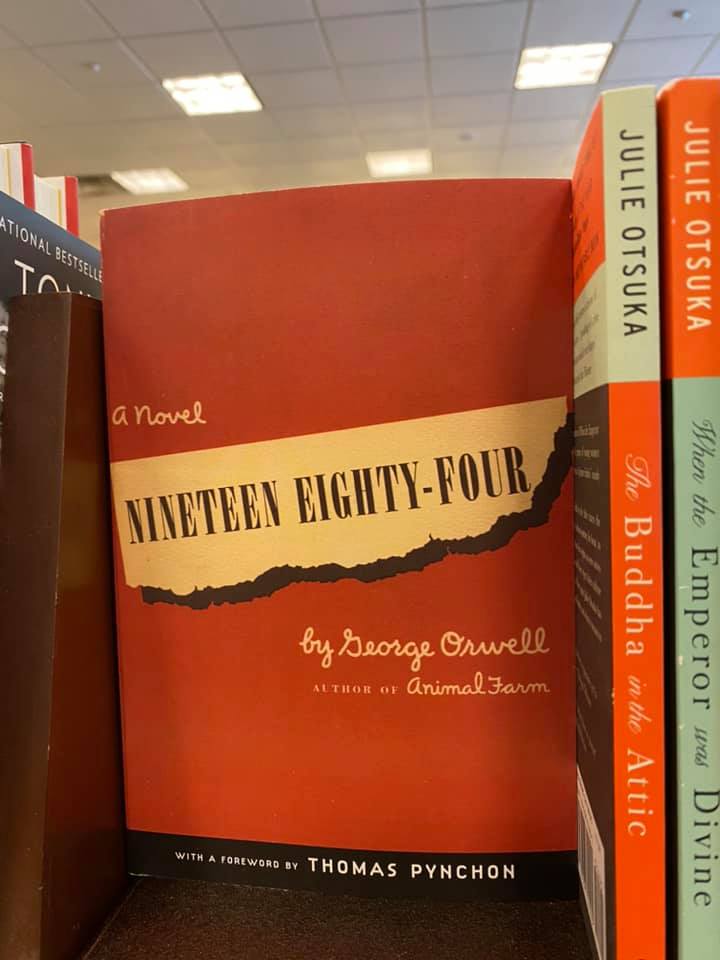 ATIONAL BESTSELLE
A Novel
NINETEEN EIGHTY-FOUR
by George Orwell
AUTHOR OF Animal Farm
WITH A FOREWORD BY THOMAS PYNCHON
JULIE OTSUKA
The Buddha in the Attic
JULIE OTSUKA
When the Emperor was Divine